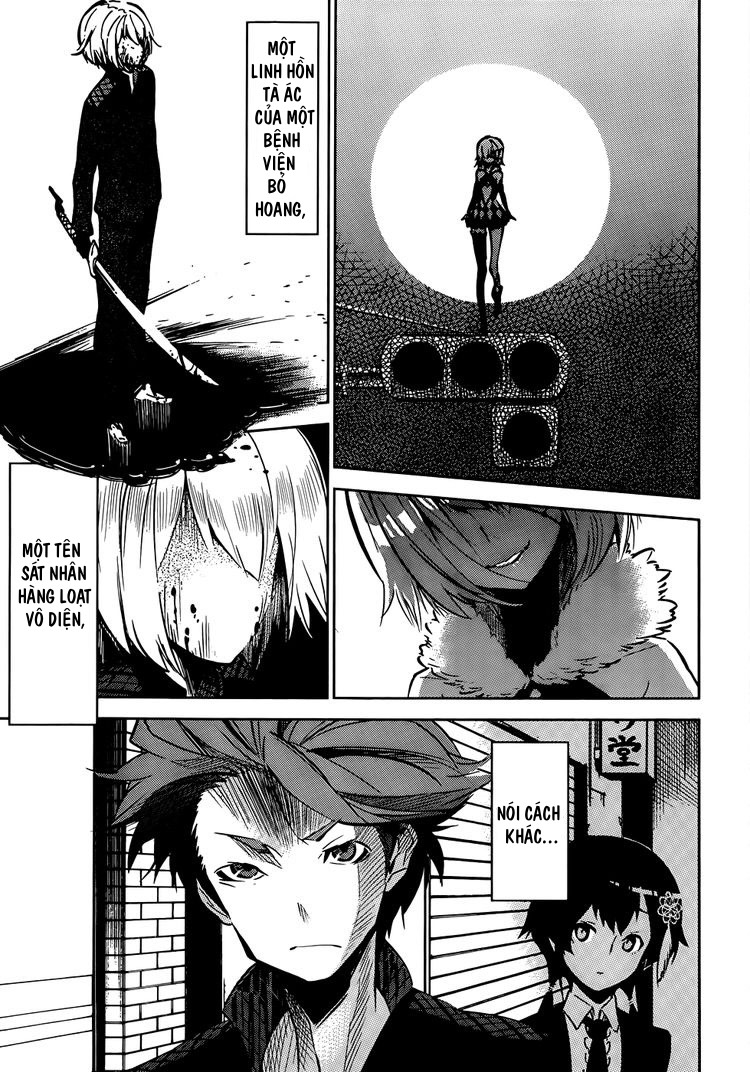 MỘT
LINH HỒN
TÀ ÁC
CỦA MỘT
BỆNH
VIỆN
BỎ
HOANG,
MỘT TÊN
SÁT NHÂN
HÀNG LOẠT
VÔ DIỆN,
NÓI CÁCH
KHÁC...
堂